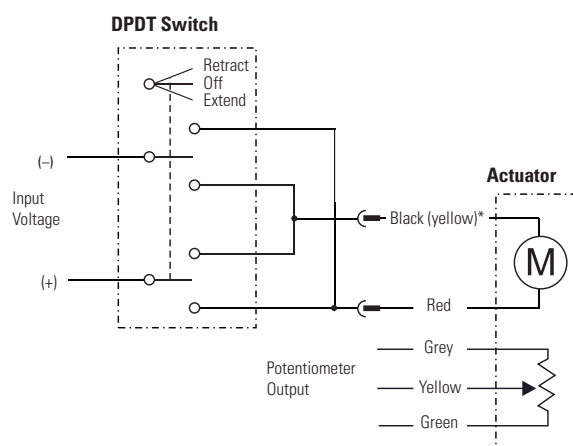 DPDT Switch
Retract
Off
Extend
(–)
Input
Voltage
(+)
Actuator
Black (yellow)*
M
Red
Grey
Potentiometer
Output
Yellow
Green